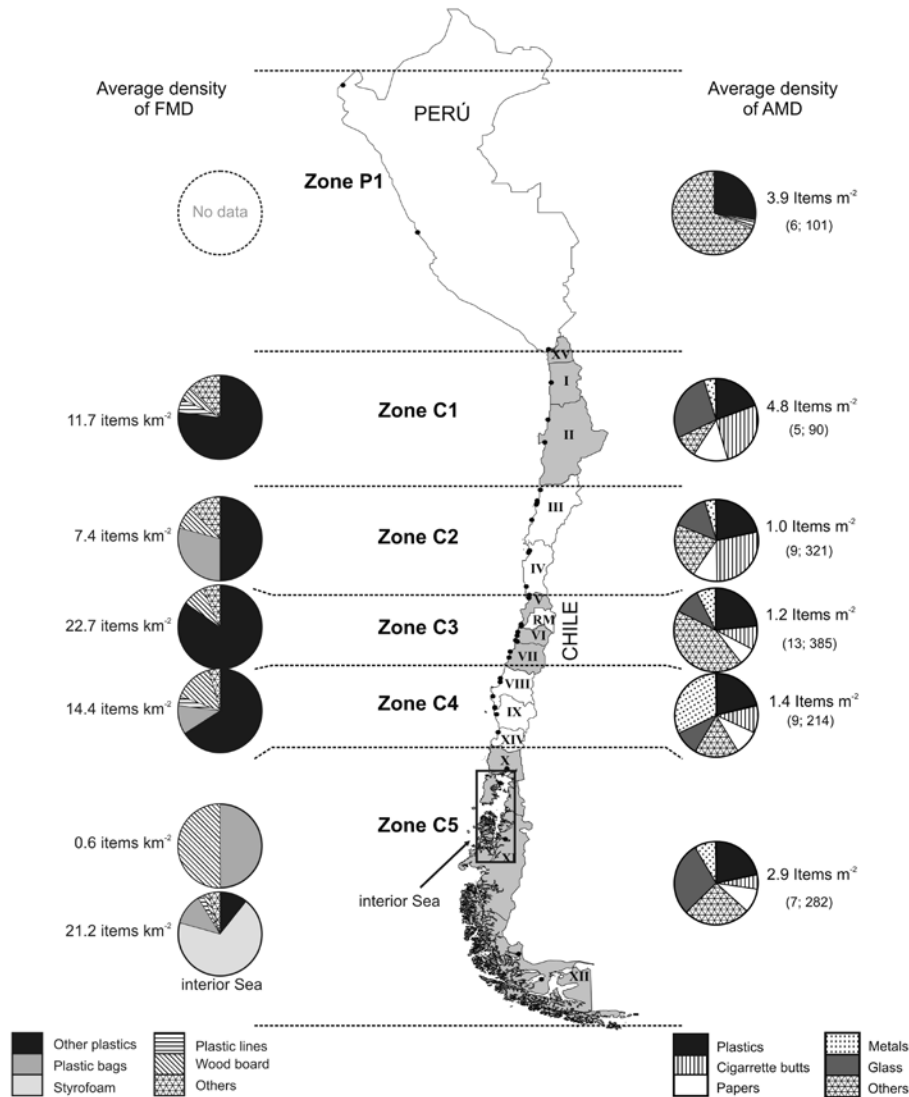 Average density
of FMD
Average density
of AMD
PERÚ
Zone P1
No data
3.9 Items m⁻²
(6; 101)
XV
I
11.7 items km⁻²
Zone C1
4.8 Items m⁻²
(5; 90)
II
III
7.4 items km⁻²
Zone C2
1.0 Items m⁻²
(9; 321)
IV
V
22.7 items km⁻²
Zone C3
RM
CHILE
1.2 Items m⁻²
(13; 385)
VI
VII
VIII
14.4 items km⁻²
Zone C4
IX
1.4 Items m⁻²
(9; 214)
XIV
X
0.6 items km⁻²
Zone C5
XI
2.9 Items m⁻²
(7; 282)
interior Sea
21.2 items km⁻²
interior Sea
XII
Other plastics
Plastic lines
Plastic bags
Wood board
Styrofoam
Others
Plastics
Metals
Cigarrette butts
Glass
Papers
Others